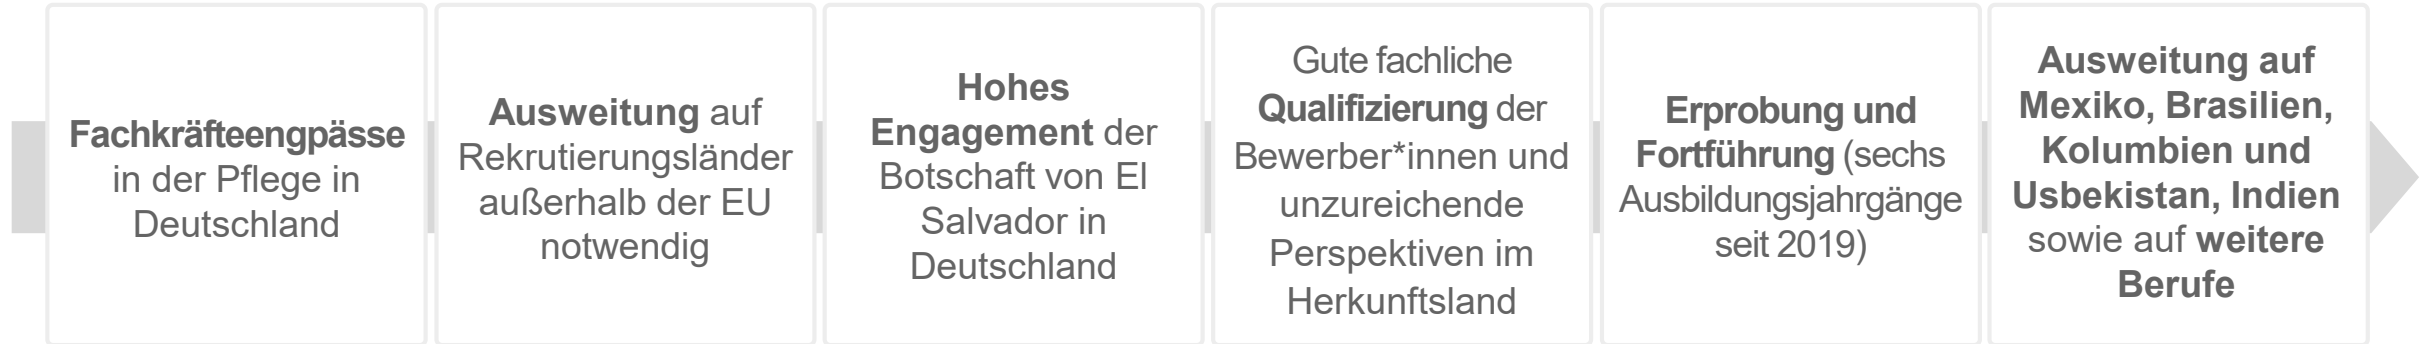 Fachkräfteengpässe
in der Pflege in
Deutschland
Ausweitung auf
Rekrutierungsländer
außerhalb der EU
notwendig
Hohes
Engagement der
Botschaft von El
Salvador in
Deutschland
Gute fachliche
Qualifizierung der
Bewerber*innen und
unzureichende
Perspektiven im
Herkunftsland
Erprobung und
Fortführung (sechs
Ausbildungsjahrgänge
seit 2019)
Ausweitung auf
Mexiko, Brasilien,
Kolumbien und
Usbekistan, Indien
sowie auf weitere
Berufe